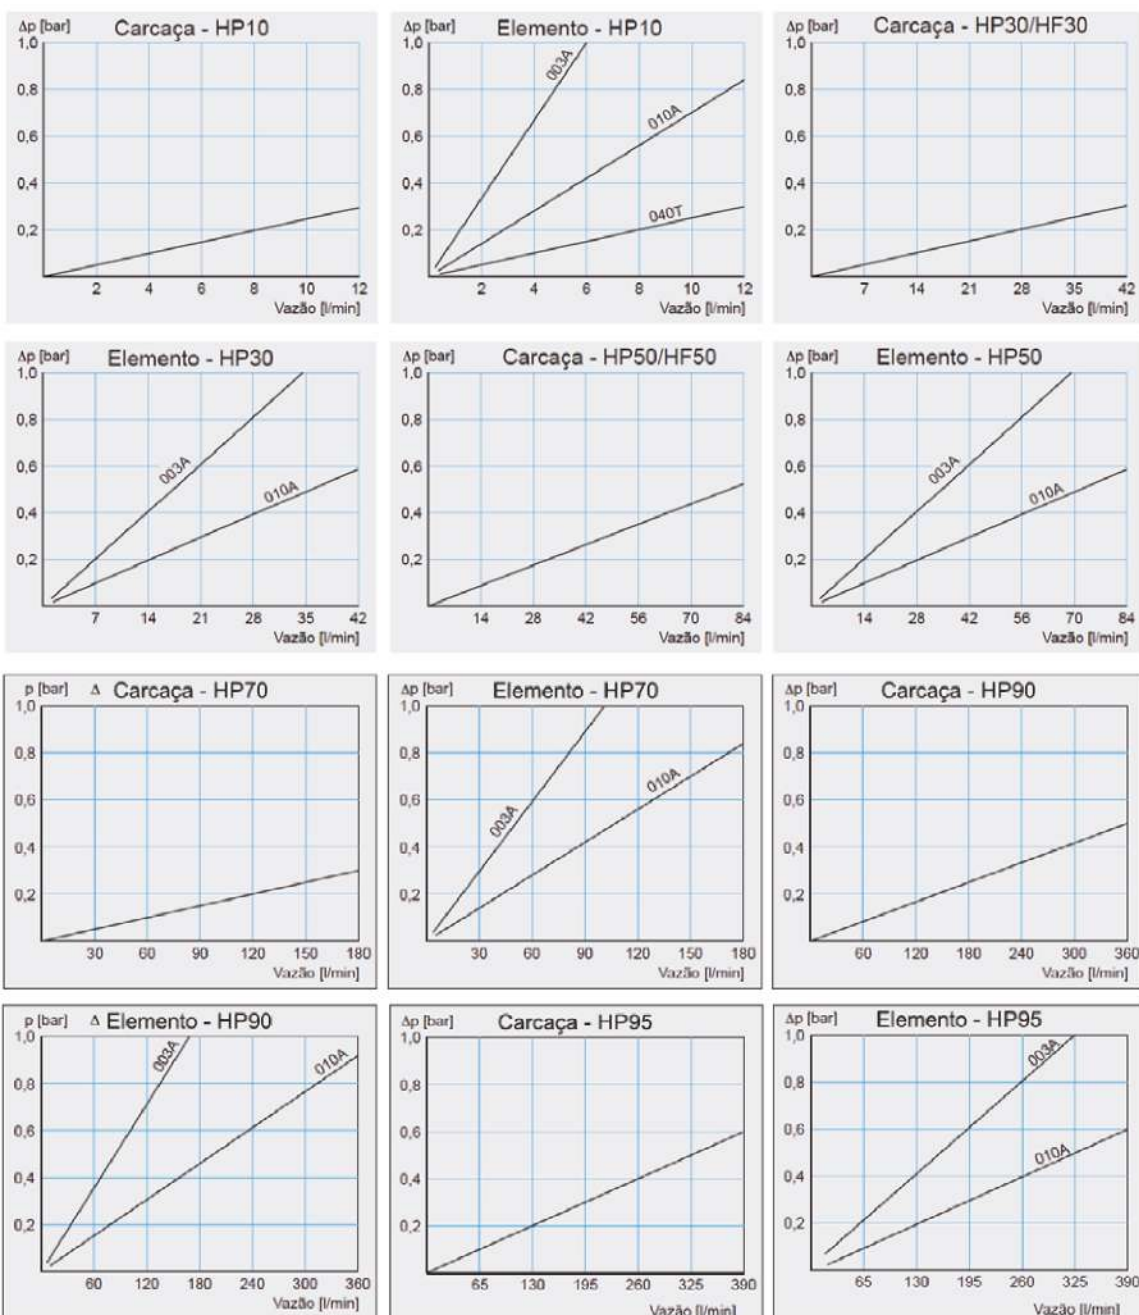 Δp [bar] Carcaça - HP10
1,0
0,8
0,6
0,4
0,2
2 4 6 8 10 12
Vazão [l/min]
Δp [bar] Elemento - HP10
1,0
0,8
0,6
0,4
0,2
003A
010A
040T
2 4 6 8 10 12
Vazão [l/min]
Δp [bar] Carcaça - HP30/HF30
1,0
0,8
0,6
0,4
0,2
7 14 21 28 35 42
Vazão [l/min]
Δp [bar] Elemento - HP30
1,0
0,8
0,6
0,4
0,2
003A
010A
7 14 21 28 35 42
Vazão [l/min]
Δp [bar] Carcaça - HP50/HF50
1,0
0,8
0,6
0,4
0,2
14 28 42 56 70 84
Vazão [l/min]
Δp [bar] Elemento - HP50
1,0
0,8
0,6
0,4
0,2
003A
010A
14 28 42 56 70 84
Vazão [l/min]
p [bar] Δ Carcaça - HP70
1,0
0,8
0,6
0,4
0,2
30 60 90 120 150 180
Vazão [l/min]
Δp [bar] Elemento - HP70
1,0
0,8
0,6
0,4
0,2
003A
010A
30 60 90 120 150 180
Vazão [l/min]
Δp [bar] Carcaça - HP90
1,0
0,8
0,6
0,4
0,2
60 120 180 240 300 360
Vazão [l/min]
p [bar] Δ Elemento - HP90
1,0
0,8
0,6
0,4
0,2
003A
010A
60 120 180 240 300 360
Vazão [l/min]
Δp [bar] Carcaça - HP95
1,0
0,8
0,6
0,4
0,2
65 130 195 260 325 390
Vazão [l/min]
Δp [bar] Elemento - HP95
1,0
0,8
0,6
0,4
0,2
003A
010A
65 130 195 260 325 390
Vazão [l/min]